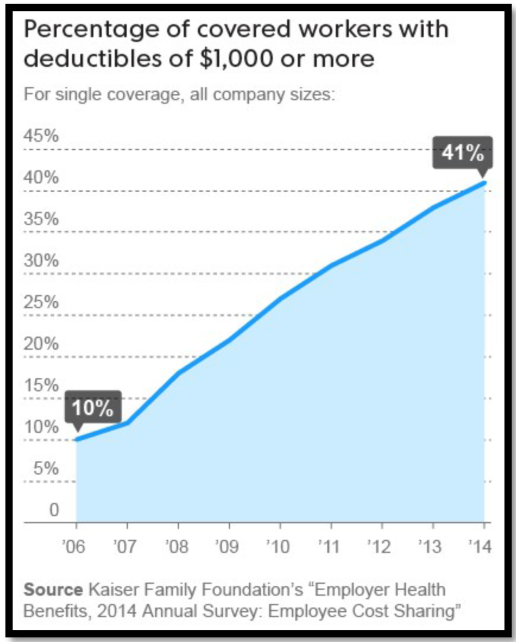 Percentage of covered workers with
deductibles of $1,000 or more
For single coverage, all company sizes:
45%
41%
40%
35%
30%
25%
20%
15%
10%
10%
5%
0
'06 '07 '08 '09 '10 '11 '12 '13 '14
Source Kaiser Family Foundation's “Employer Health
Benefits, 2014 Annual Survey: Employee Cost Sharing”